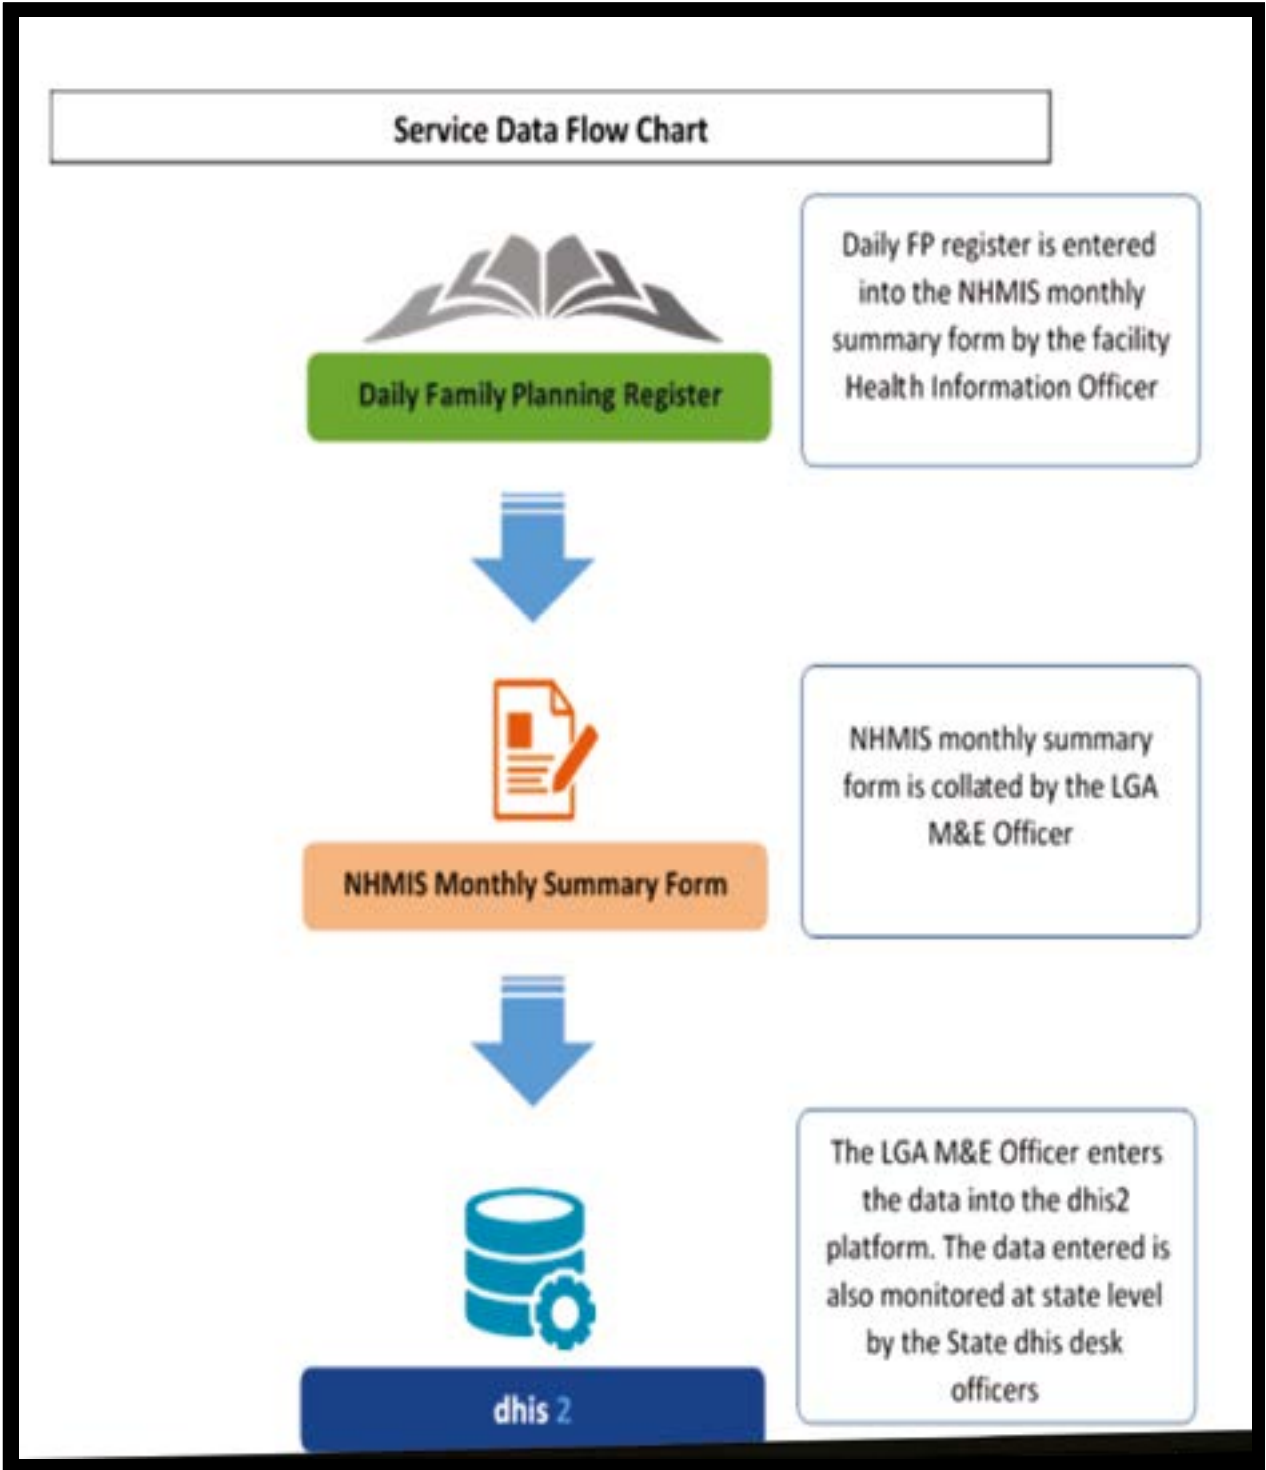 Service Data Flow Chart
Daily FP register is entered
into the NHMIS monthly
summary form by the facility
Health Information Officer
Daily Family Planning Register
NHMIS monthly summary
form is collated by the LGA
M&E Officer
NHMIS Monthly Summary Form
The LGA M&E Officer enters
the data into the dhis2
platform. The data entered is
also monitored at state level
by the State dhis desk
officers
dhis 2